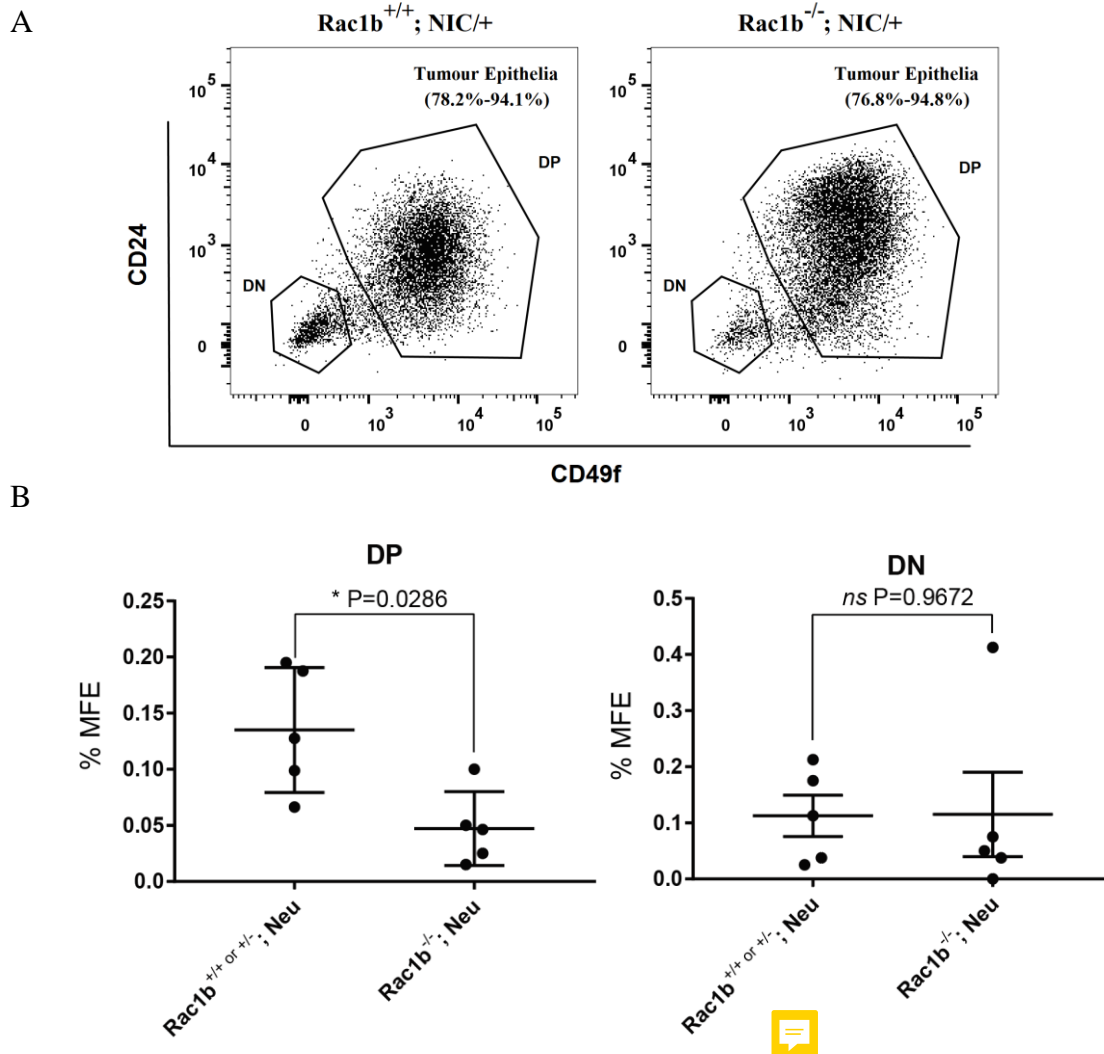 A
Rac1b+/+; NIC/+
Rac1b-/-; NIC/+
Tumour Epithelia
(78.2%-94.1%)
DP
DN
10^5
10^4
10^3
0
0
10^3
10^4
10^5
Tumour Epithelia
(76.8%-94.8%)
DP
DN
10^5
10^4
10^3
0
0
10^3
10^4
10^5
CD24
CD49f
B
DP
* P=0.0286
% MFE
0.25
0.20
0.15
0.10
0.05
0.0
Rac1b+/+ or +/-; Neu
Rac1b-/-; Neu
DN
ns P=0.9672
% MFE
0.5
0.4
0.3
0.2
0.1
0.0
Rac1b+/+ or +/-; Neu
Rac1b-/-; Neu